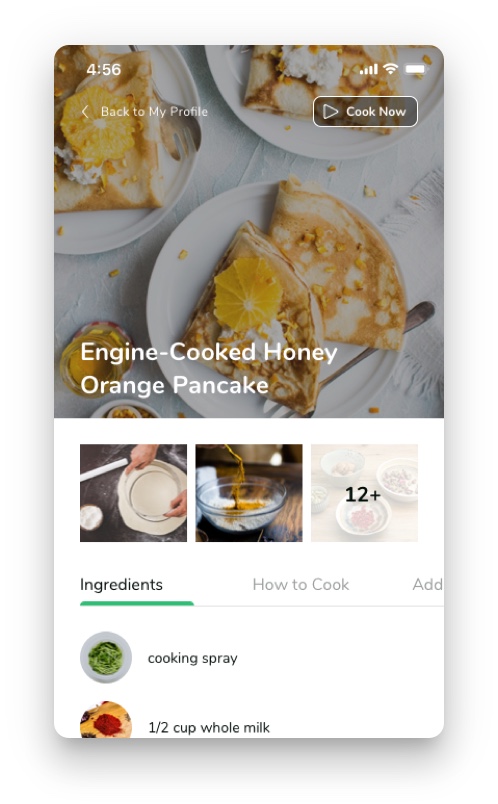 4:56
Back to My Profile
Cook Now
Engine-Cooked Honey
Orange Pancake
12+
Ingredients
How to Cook
Add
cooking spray
1/2 cup whole milk